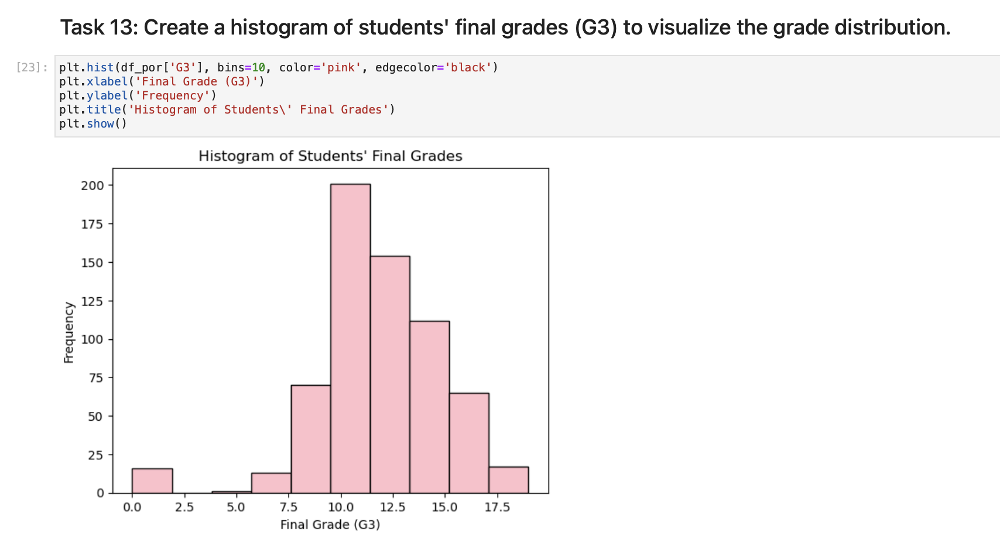 Task 13: Create a histogram of students' final grades (G3) to visualize the grade distribution.
[23]:
plt.hist(df_por['G3'], bins=10, color='pink', edgecolor='black')
plt.xlabel('Final Grade (G3)')
plt.ylabel('Frequency')
plt.title('Histogram of Students\' Final Grades')
plt.show()
Histogram of Students' Final Grades
200
175
150
125
100
75
50
25
0
Frequency
0.0 2.5 5.0 7.5 10.0 12.5 15.0 17.5
Final Grade (G3)